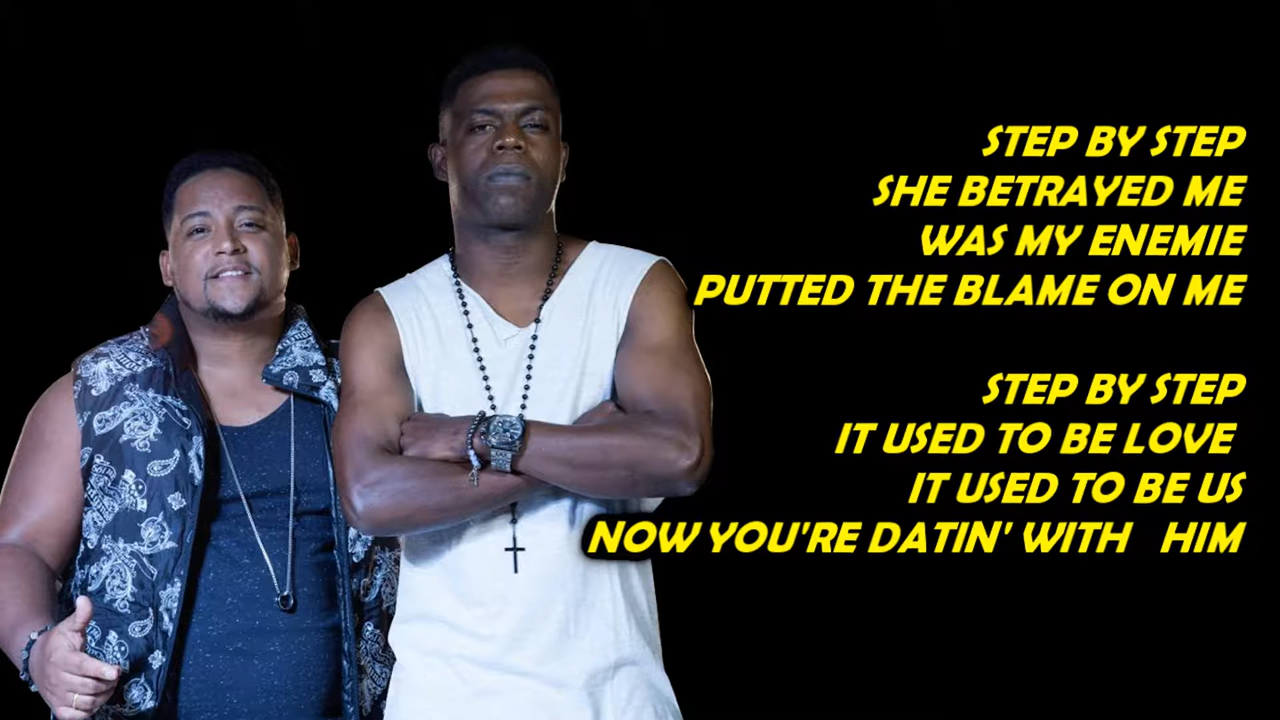 STEP BY STEP
SHE BETRAYED ME
WAS MY ENEMIE
PUTTED THE BLAME ON ME
STEP BY STEP
IT USED TO BE LOVE
IT USED TO BE US
NOW YOU'RE DATIN' WITH HIM